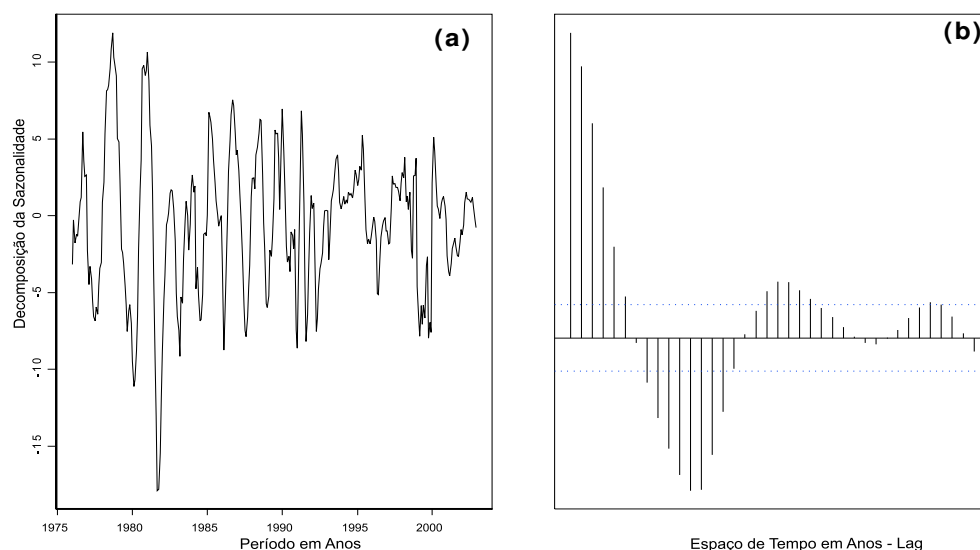 (a)
(b)
Decomposição da Sazonalidade
10
5
0
-5
-10
-15
1975
1980
1985
1990
1995
2000
Período em Anos
Espaço de Tempo em Anos - Lag